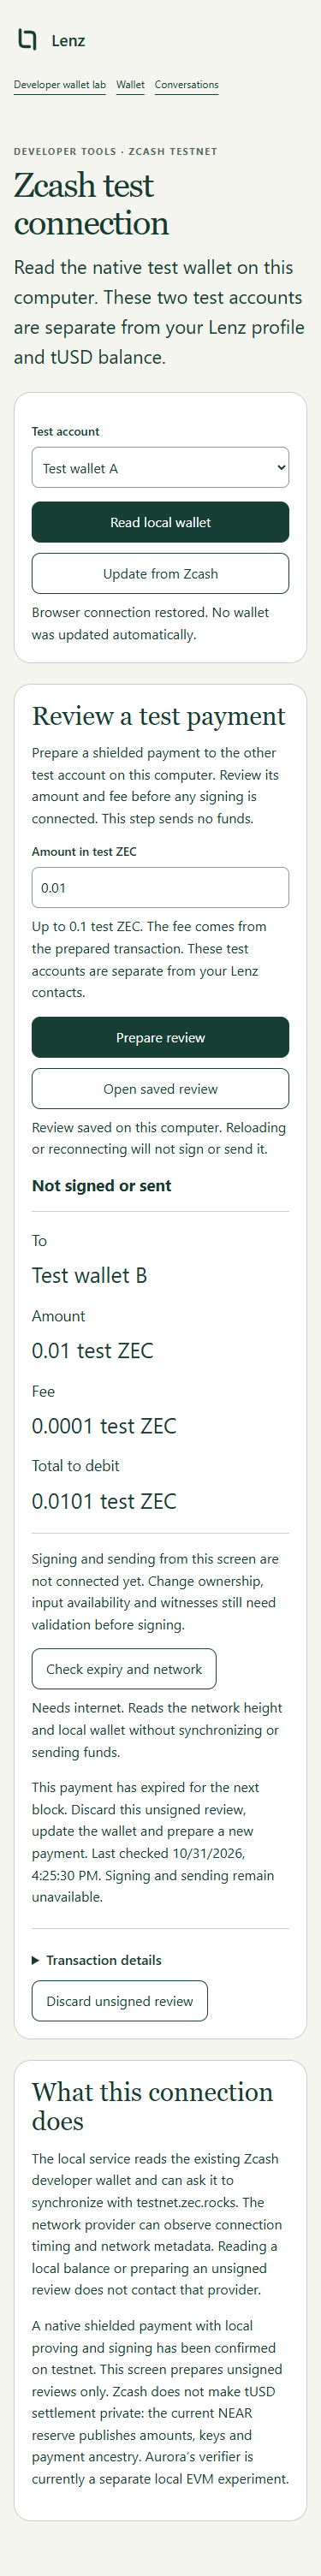 Lenz
Developer wallet lab Wallet Conversations
DEVELOPER TOOLS · ZCASH TESTNET
Zcash test
connection
Read the native test wallet on this
computer. These two test accounts
are separate from your Lenz profile
and tUSD balance.
Test account
Test wallet A
Read local wallet
Update from Zcash
Browser connection restored. No wallet
was updated automatically.
Review a test payment
Prepare a shielded payment to the other
test account on this computer. Review its
amount and fee before any signing is
connected. This step sends no funds.
Amount in test ZEC
0.01
Up to 0.1 test ZEC. The fee comes from
the prepared transaction. These test
accounts are separate from your Lenz
contacts.
Prepare review
Open saved review
Review saved on this computer. Reloading
or reconnecting will not sign or send it.
Not signed or sent
To
Test wallet B
Amount
0.01 test ZEC
Fee
0.0001 test ZEC
Total to debit
0.0101 test ZEC
Signing and sending from this screen are
not connected yet. Change ownership,
input availability and witnesses still need
validation before signing.
Check expiry and network
Needs internet. Reads the network height
and local wallet without synchronizing or
sending funds.
This payment has expired for the next
block. Discard this unsigned review,
update the wallet and prepare a new
payment. Last checked 10/31/2026,
4:25:30 PM. Signing and sending remain
unavailable.
Transaction details
Discard unsigned review
What this connection
does
The local service reads the existing Zcash
developer wallet and can ask it to
synchronize with testnet.zec.rocks. The
network provider can observe connection
timing and network metadata. Reading a
local balance or preparing an unsigned
review does not contact that provider.
A native shielded payment with local
proving and signing has been confirmed
on testnet. This screen prepares unsigned
reviews only. Zcash does not make tUSD
settlement private: the current NEAR
reserve publishes amounts, keys and
payment ancestry. Aurora's verifier is
currently a separate local EVM experiment.